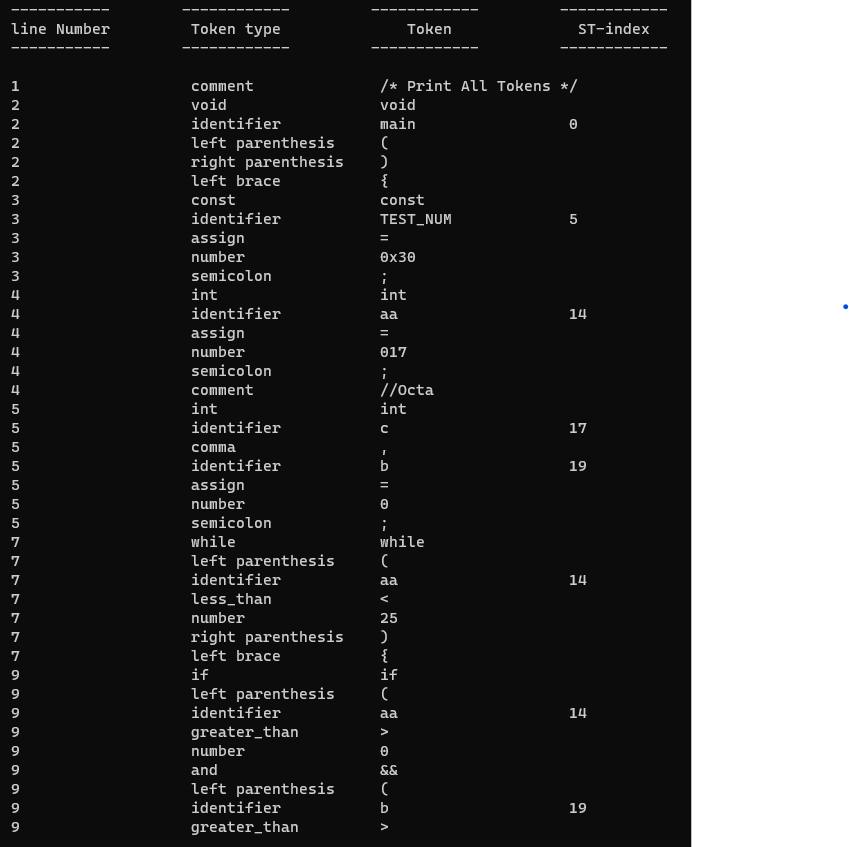 ----------- ------------ ------------ ------------
line Number Token type Token ST-index
----------- ------------ ------------ ------------
1 comment /* Print All Tokens */
2 void void
2 identifier main 0
2 left parenthesis (
2 right parenthesis )
2 left brace {
3 const const
3 identifier TEST_NUM 5
3 assign =
3 number 0x30
3 semicolon ;
4 int int
4 identifier aa 14
4 assign =
4 number 017
4 semicolon ;
4 comment //Octa
5 int int
5 identifier c 17
5 comma ,
5 identifier b 19
5 assign =
5 number 0
5 semicolon ;
7 while while
7 left parenthesis (
7 identifier aa 14
7 less_than <
7 number 25
7 right parenthesis )
7 left brace {
9 if if
9 left parenthesis (
9 identifier aa 14
9 greater_than >
9 number 0
9 and &&
9 left parenthesis (
9 identifier b 19
9 greater_than >